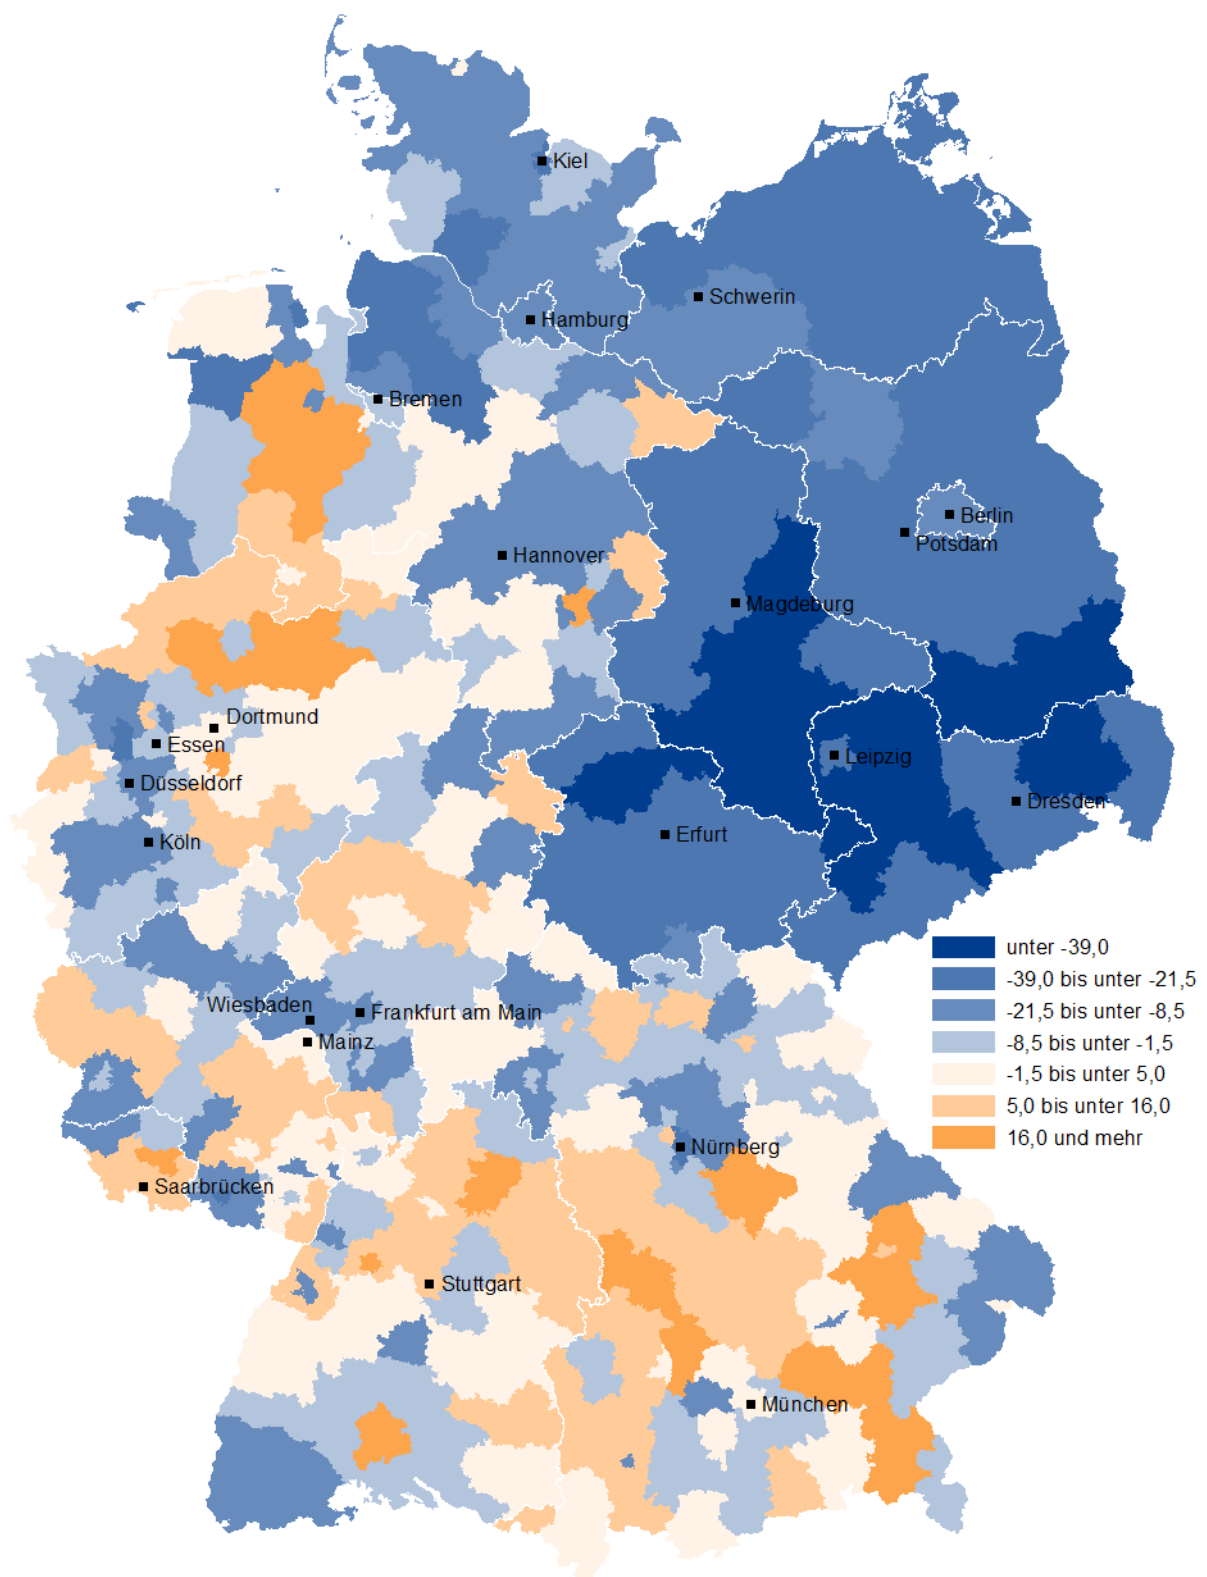 Kiel
Schwerin
Hamburg
Bremen
Berlin
Potsdam
Hannover
Magdeburg
Dortmund
Essen
Leipzig
Düsseldorf
Dresden
Köln
Erfurt
Wiesbaden
Frankfurt am Main
Mainz
Nürnberg
Saarbrücken
Stuttgart
München
unter -39,0
-39,0 bis unter -21,5
-21,5 bis unter -8,5
-8,5 bis unter -1,5
-1,5 bis unter 5,0
5,0 bis unter 16,0
16,0 und mehr